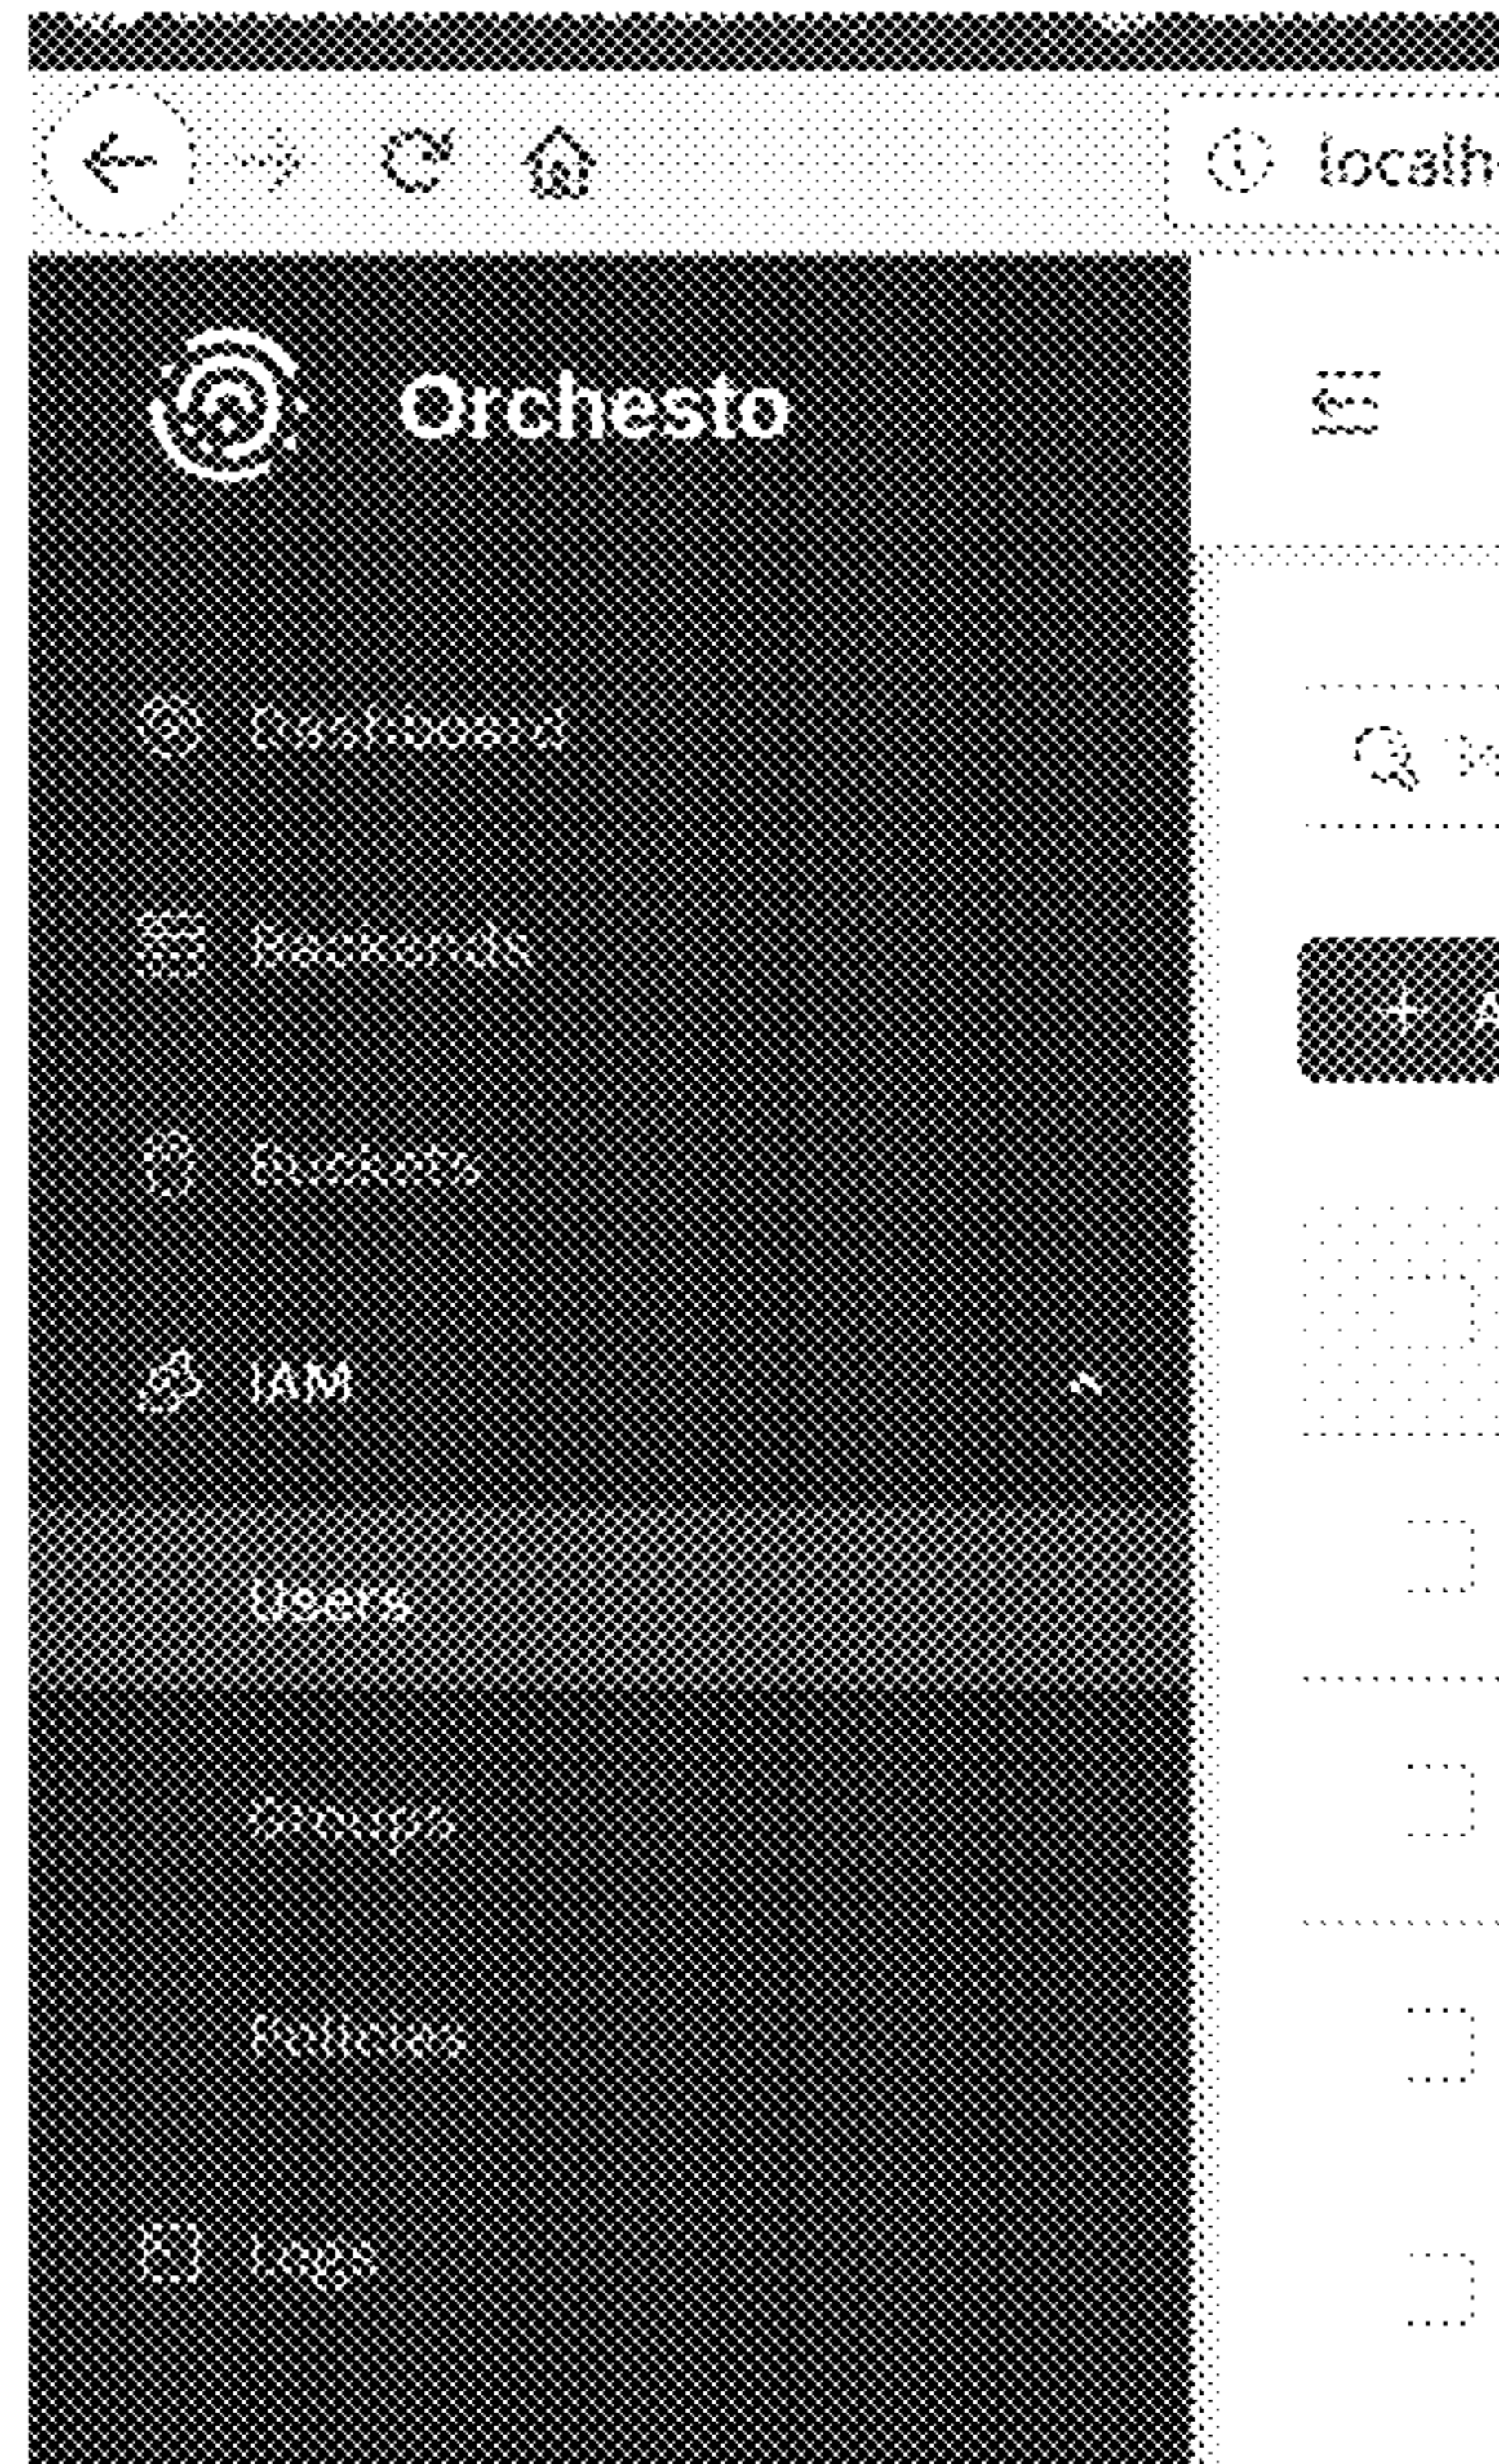 localh
Orchesto
Dashboard
Backends
Buckets
IAM
Users
Groups
Policies
Logs